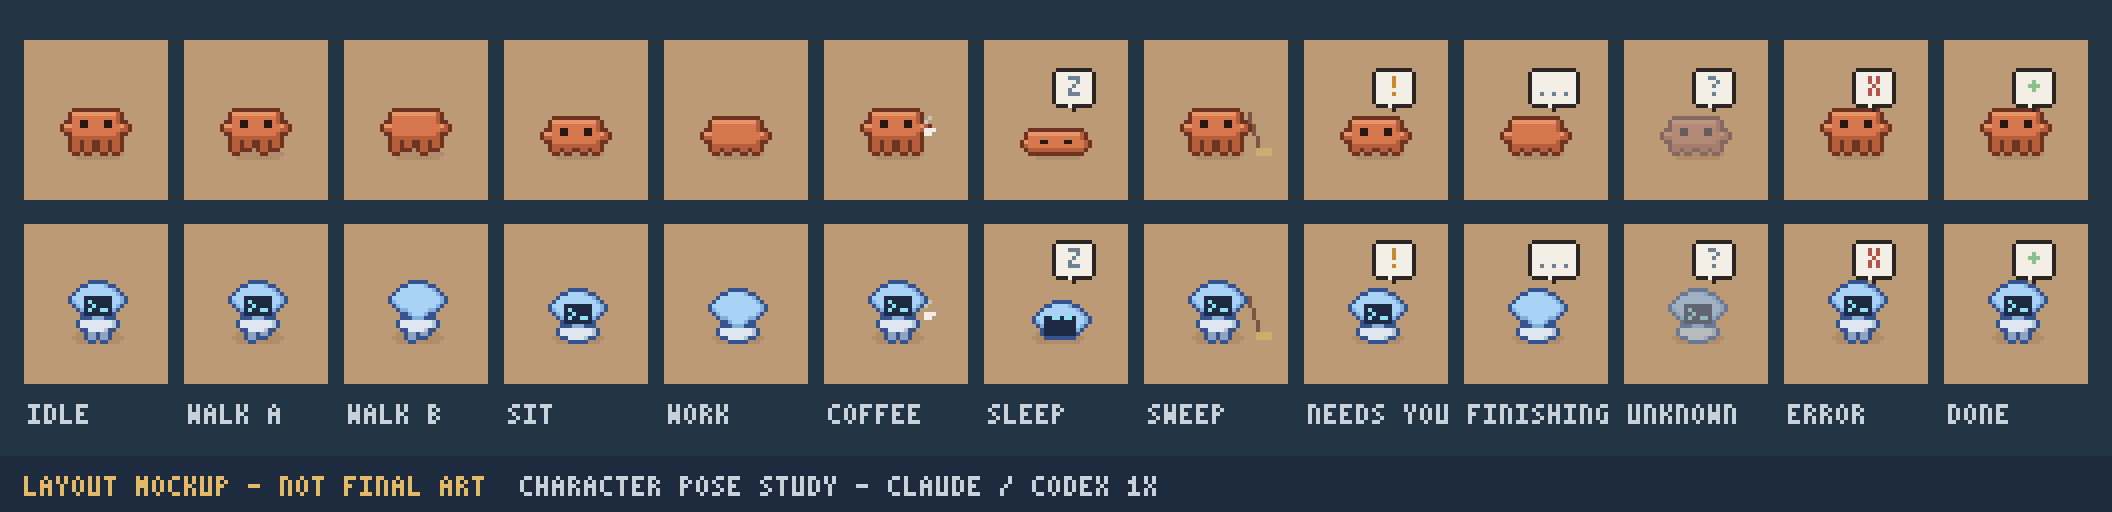 Z ! ... ? X +
>_ >_ >_ >_ >_ >_ >_ >_ >_
Z ! ... ? X +
IDLE WALK A WALK B SIT WORK COFFEE SLEEP SWEEP NEEDS YOU FINISHING UNKNOWN ERROR DONE
LAYOUT MOCKUP - NOT FINAL ART CHARACTER POSE STUDY - CLAUDE / CODEX 1X